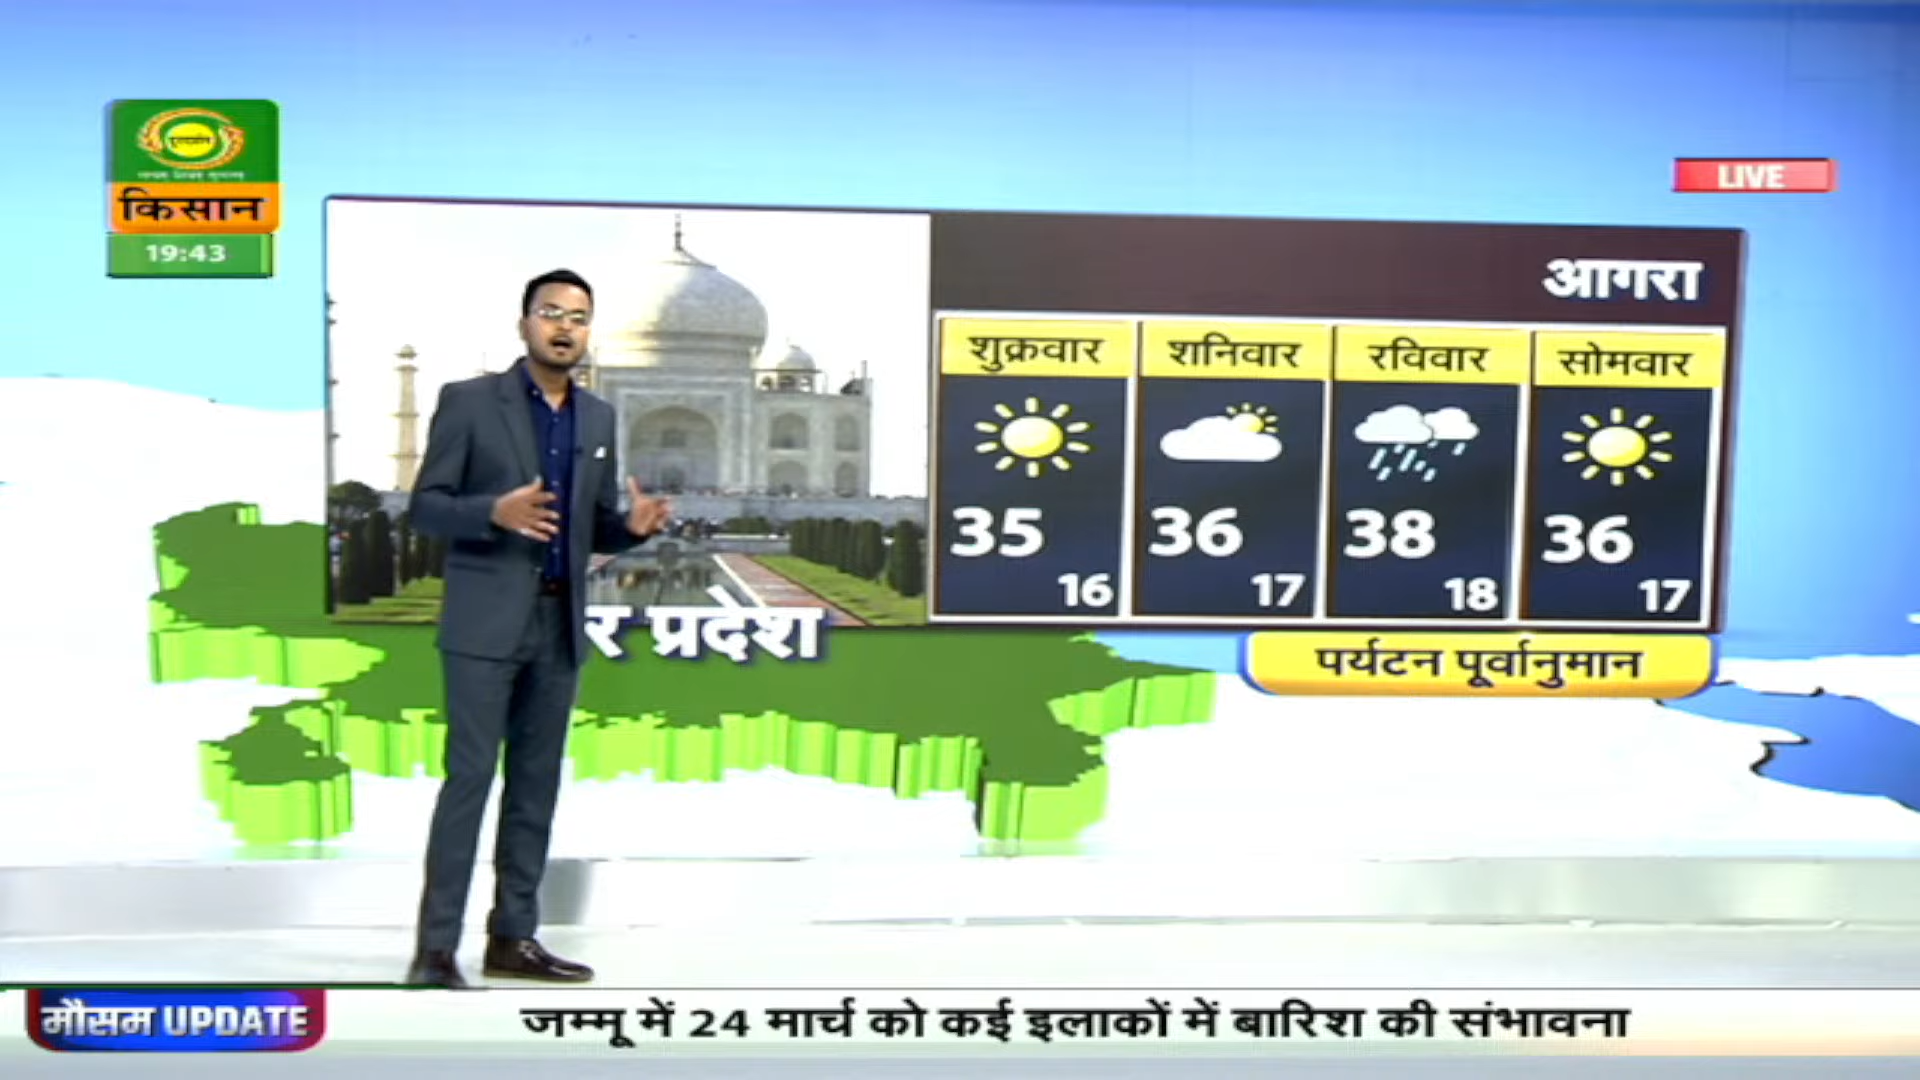 किसान
19:43
LIVE
आगरा
शुक्रवार शनिवार रविवार सोमवार
35 36 38 36
16 17 18 17
र प्रदेश
पर्यटन पूर्वानुमान
मौसम UPDATE
जम्मू में 24 मार्च को कई इलाकों में बारिश की संभावना